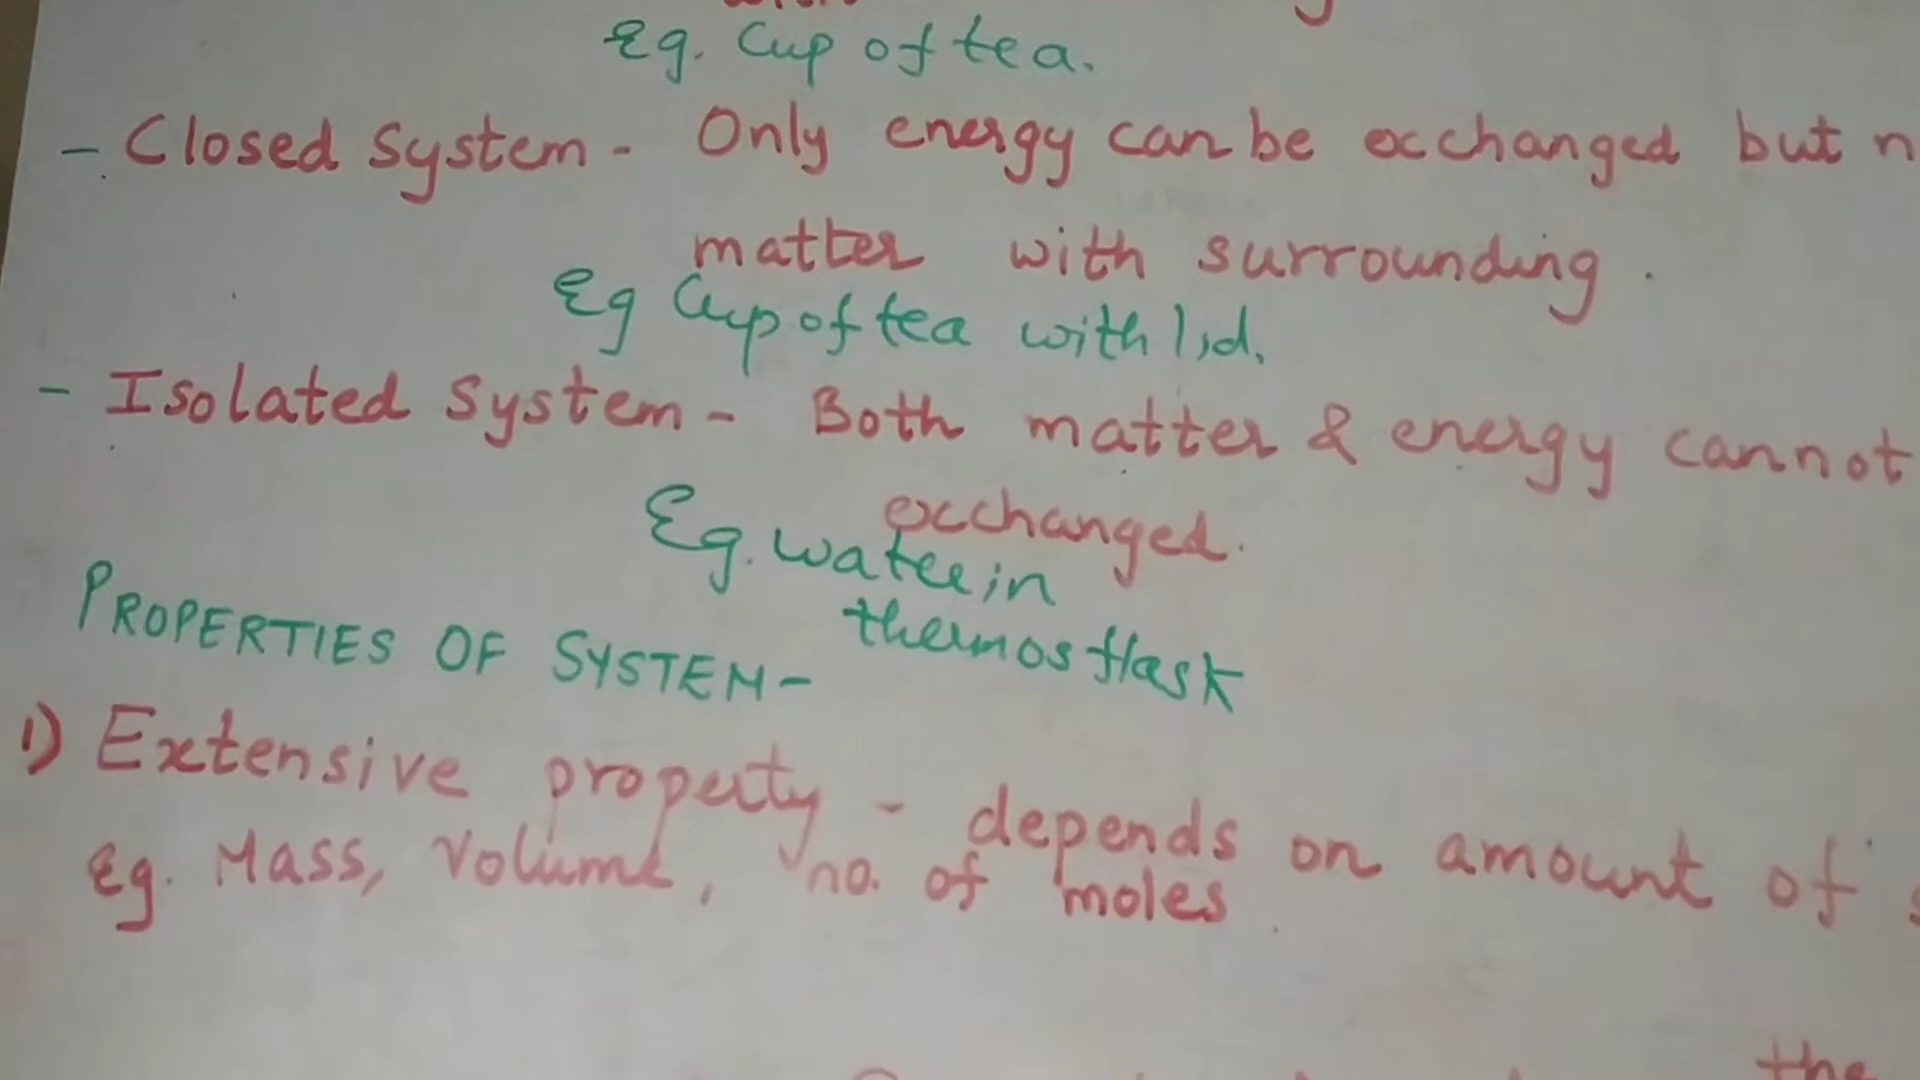 Eg. Cup of tea.
- Closed System - Only energy can be exchanged but
matter with surrounding.
Eg Cup of tea with lid.
- Isolated System - Both matter & energy cannot
exchanged.
Eg. water in
thermos flask
PROPERTIES OF SYSTEM-
1) Extensive property - depends on amount of
Eg. Mass, Volume, no. of moles
the